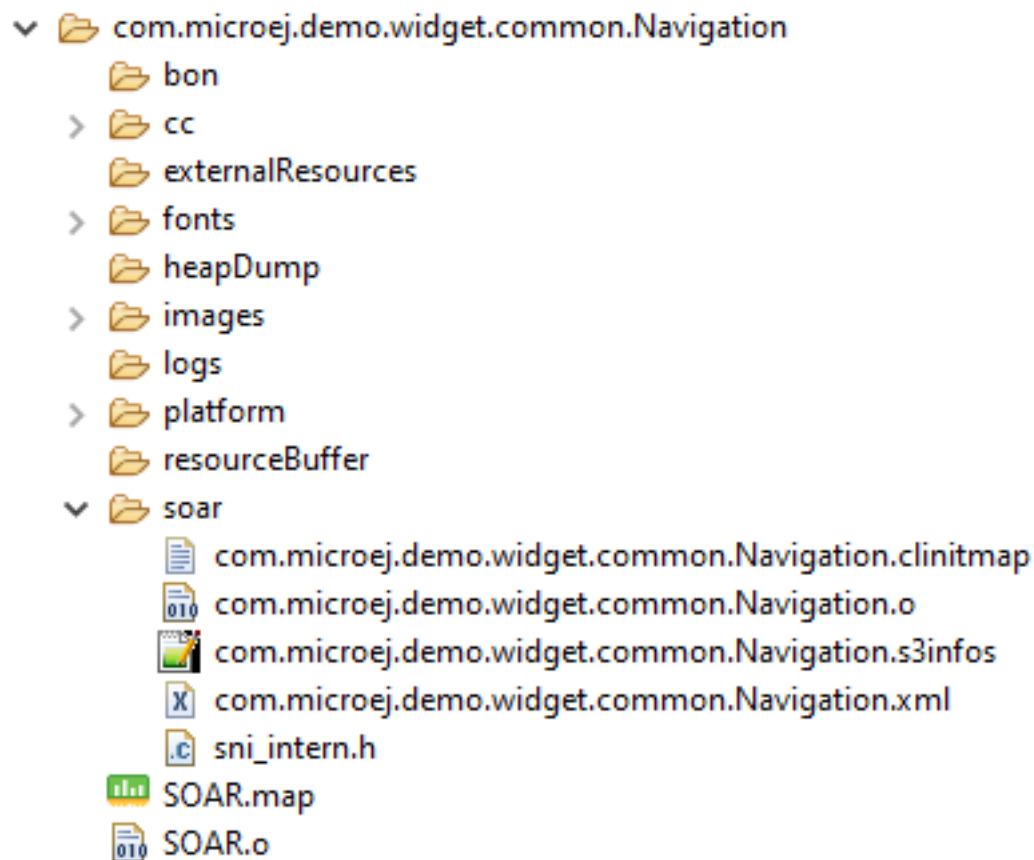 com.microej.demo.widget.common.Navigation
bon
cc
externalResources
fonts
heapDump
images
logs
platform
resourceBuffer
soar
com.microej.demo.widget.common.Navigation.clinitmap
com.microej.demo.widget.common.Navigation.o
com.microej.demo.widget.common.Navigation.s3infos
com.microej.demo.widget.common.Navigation.xml
sni_intern.h
SOAR.map
SOAR.o